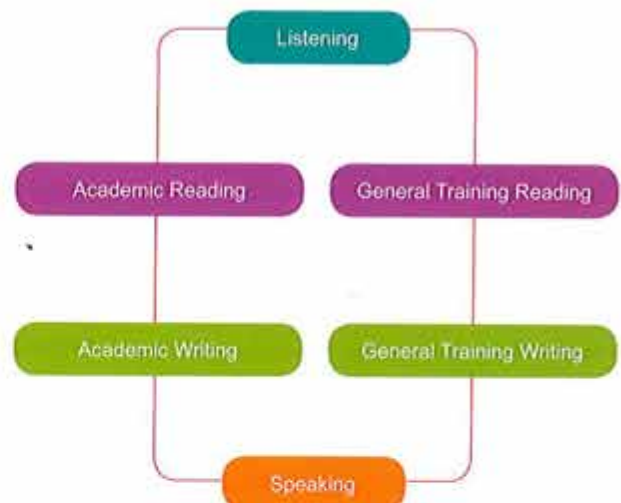 Listening
Academic Reading
General Training Reading
Academic Writing
General Training Writing
Speaking